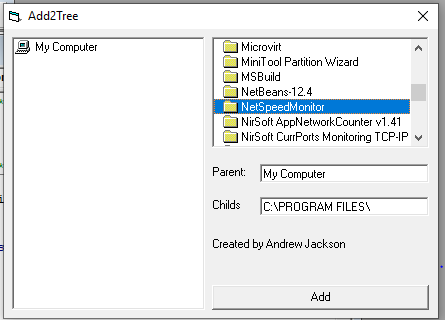 Add2Tree
My Computer
Microvirt
MiniTool Partition Wizard
MSBuild
NetBeans-12.4
NetSpeedMonitor
NirSoft AppNetworkCounter v1.41
NirSoft CurrPorts Monitoring TCP-IP
Parent:
My Computer
Childs
C:\PROGRAM FILES\
Created by Andrew Jackson
Add